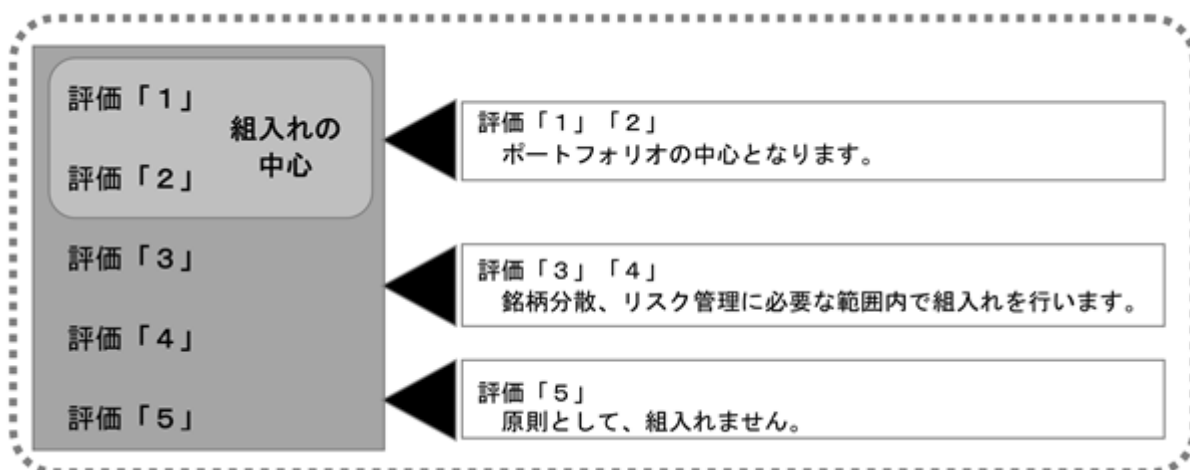 評価「１」
組入れの
中心
評価「２」
評価「３」
評価「４」
評価「５」
評価「１」「２」
ポートフォリオの中心となります。
評価「３」「４」
銘柄分散、リスク管理に必要な範囲内で組入れを行います。
評価「５」
原則として、組入れません。